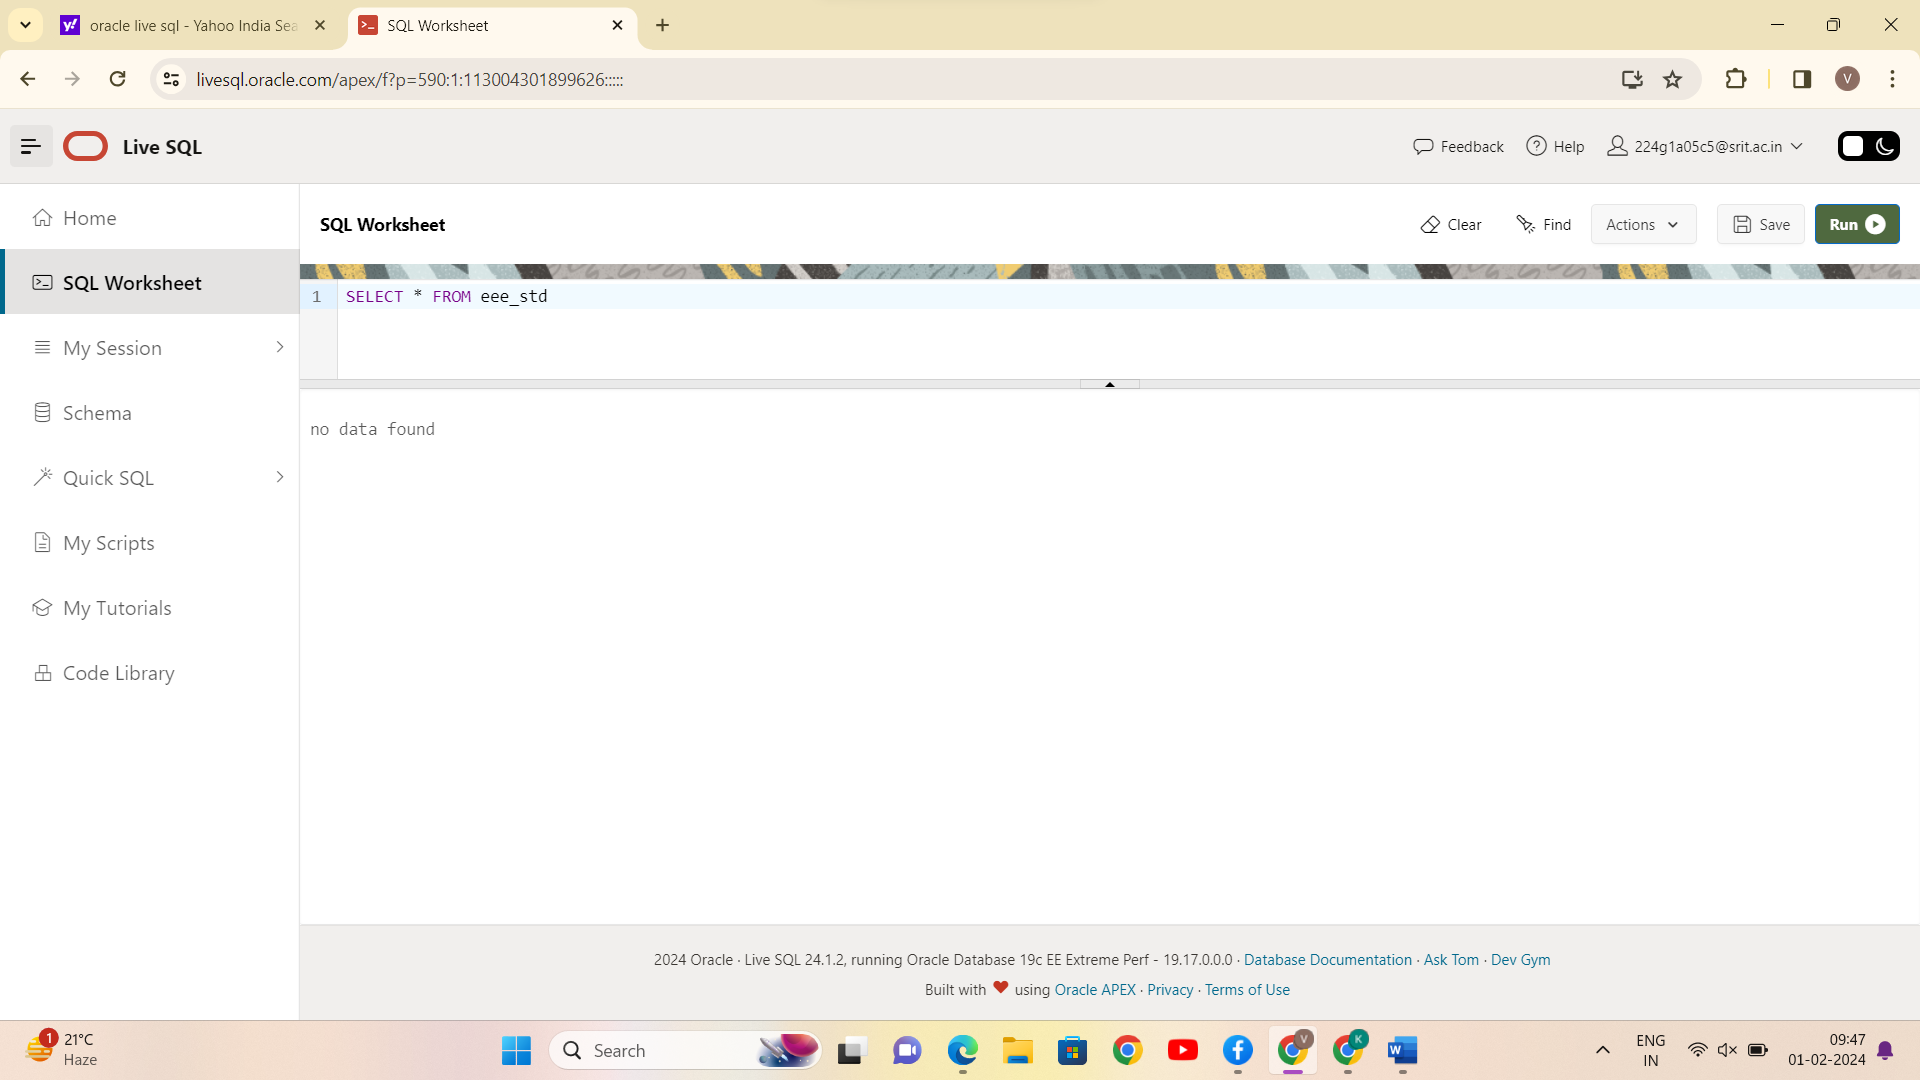 oracle live sql - Yahoo India Sea
SQL Worksheet
livesql.oracle.com/apex/f?p=590:1:113004301899626:::::
V
Live SQL
Feedback
Help
224g1a05c5@srit.ac.in
Home
SQL Worksheet
My Session
Schema
Quick SQL
My Scripts
My Tutorials
Code Library
SQL Worksheet
Clear
Find
Actions
Save
Run
1 SELECT * FROM eee_std
no data found
2024 Oracle · Live SQL 24.1.2, running Oracle Database 19c EE Extreme Perf - 19.17.0.0.0 · Database Documentation · Ask Tom · Dev Gym
Built with ❤ using Oracle APEX · Privacy · Terms of Use
1
21°C
Haze
Search
V
K
W
ENG
IN
09:47
01-02-2024